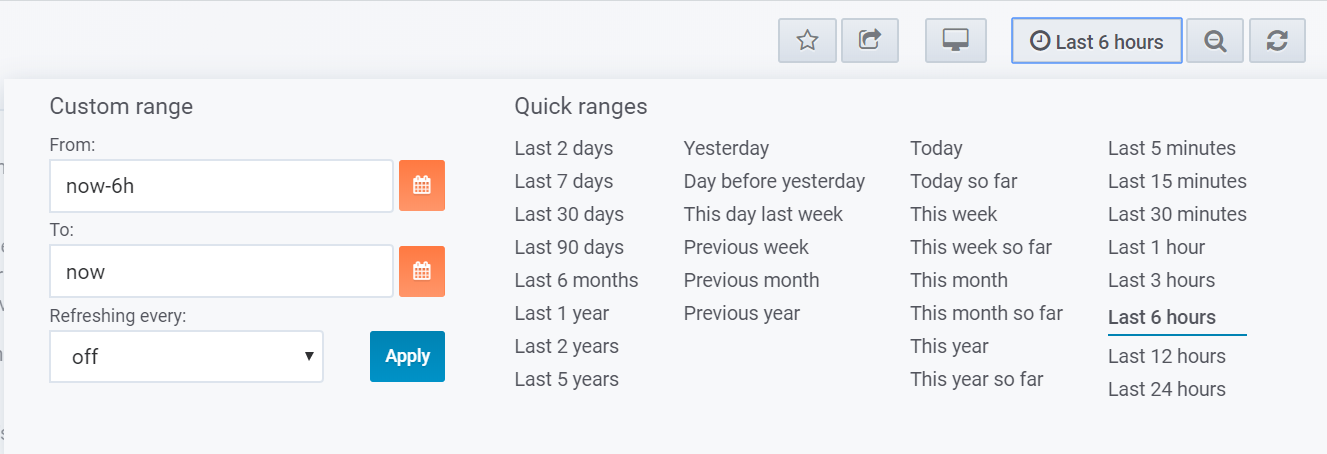 Last 6 hours
Custom range
From:
now-6h
To:
now
Refreshing every:
off
Apply
Quick ranges
Last 2 days
Last 7 days
Last 30 days
Last 90 days
Last 6 months
Last 1 year
Last 2 years
Last 5 years
Yesterday
Day before yesterday
This day last week
Previous week
Previous month
Previous year
Today
Today so far
This week
This week so far
This month
This month so far
This year
This year so far
Last 5 minutes
Last 15 minutes
Last 30 minutes
Last 1 hour
Last 3 hours
Last 6 hours
Last 12 hours
Last 24 hours